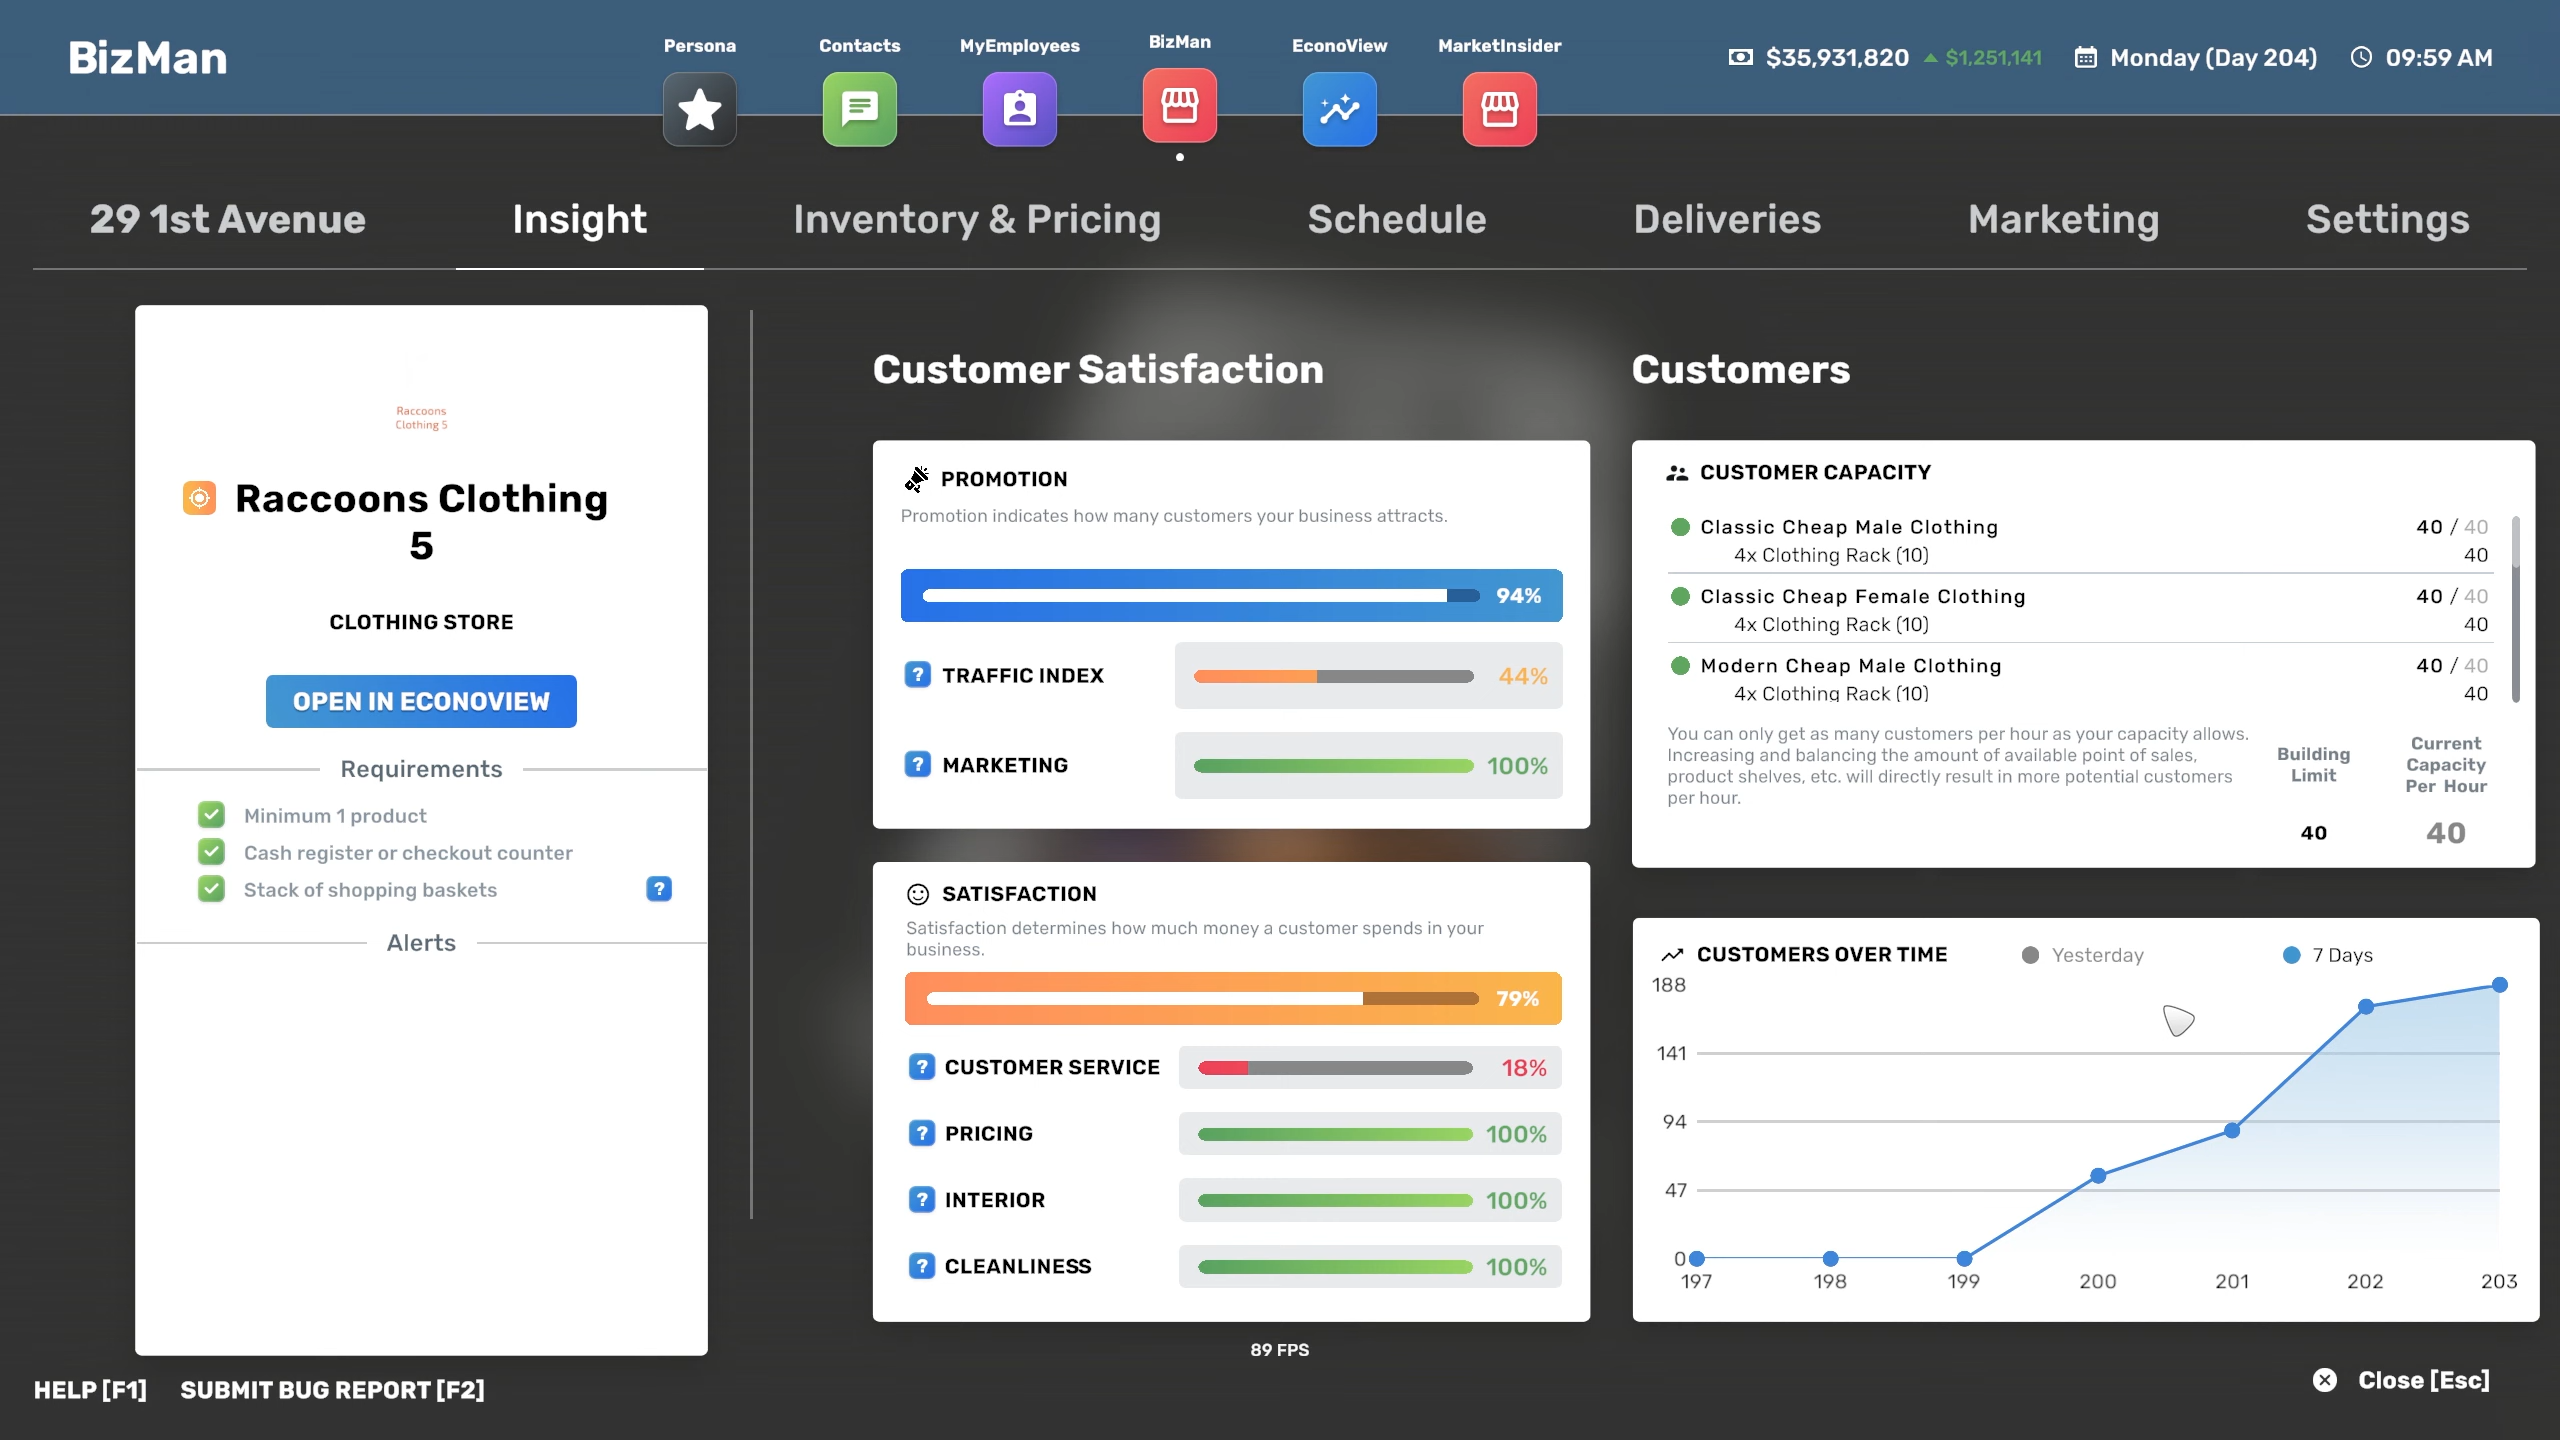 BizMan
Persona
Contacts
MyEmployees
BizMan
EconoView
MarketInsider
$35,931,820
$1,251,141
Monday (Day 204)
09:59 AM
29 1st Avenue
Insight
Inventory & Pricing
Schedule
Deliveries
Marketing
Settings
Raccoons
Clothing 5
Raccoons Clothing
5
CLOTHING STORE
OPEN IN ECONOVIEW
Requirements
Minimum 1 product
Cash register or checkout counter
Stack of shopping baskets
?
Alerts
Customer Satisfaction
PROMOTION
Promotion indicates how many customers your business attracts.
94%
? TRAFFIC INDEX 44%
? MARKETING 100%
SATISFACTION
Satisfaction determines how much money a customer spends in your
business.
79%
? CUSTOMER SERVICE 18%
? PRICING 100%
? INTERIOR 100%
? CLEANLINESS 100%
Customers
CUSTOMER CAPACITY
Classic Cheap Male Clothing 40 / 40
4x Clothing Rack (10) 40
Classic Cheap Female Clothing 40 / 40
4x Clothing Rack (10) 40
Modern Cheap Male Clothing 40 / 40
4x Clothing Rack (10) 40
You can only get as many customers per hour as your capacity allows.
Increasing and balancing the amount of available point of sales,
product shelves, etc. will directly result in more potential customers
per hour.
Building
Limit
40
Current
Capacity
Per Hour
40
CUSTOMERS OVER TIME
Yesterday
7 Days
188
141
94
47
0
197 198 199 200 201 202 203
89 FPS
HELP [F1]
SUBMIT BUG REPORT [F2]
Close [Esc]